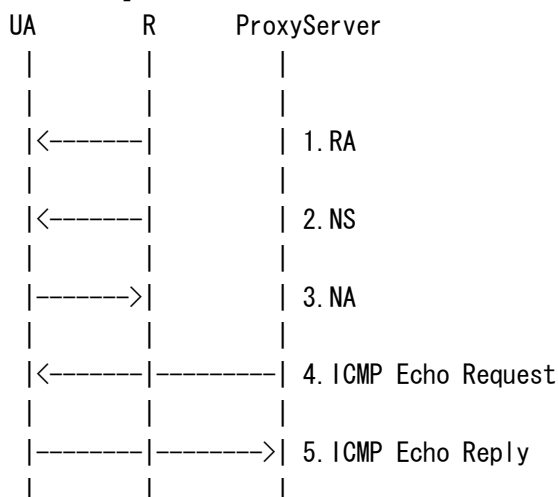 UA R ProxyServer
| | |
| | |
|<-------| | 1.RA
| | |
|<-------| | 2.NS
| | |
|------->| | 3.NA
| | |
|<-------|---------| 4.ICMP Echo Request
| | |
|--------|-------->| 5.ICMP Echo Reply
| | |